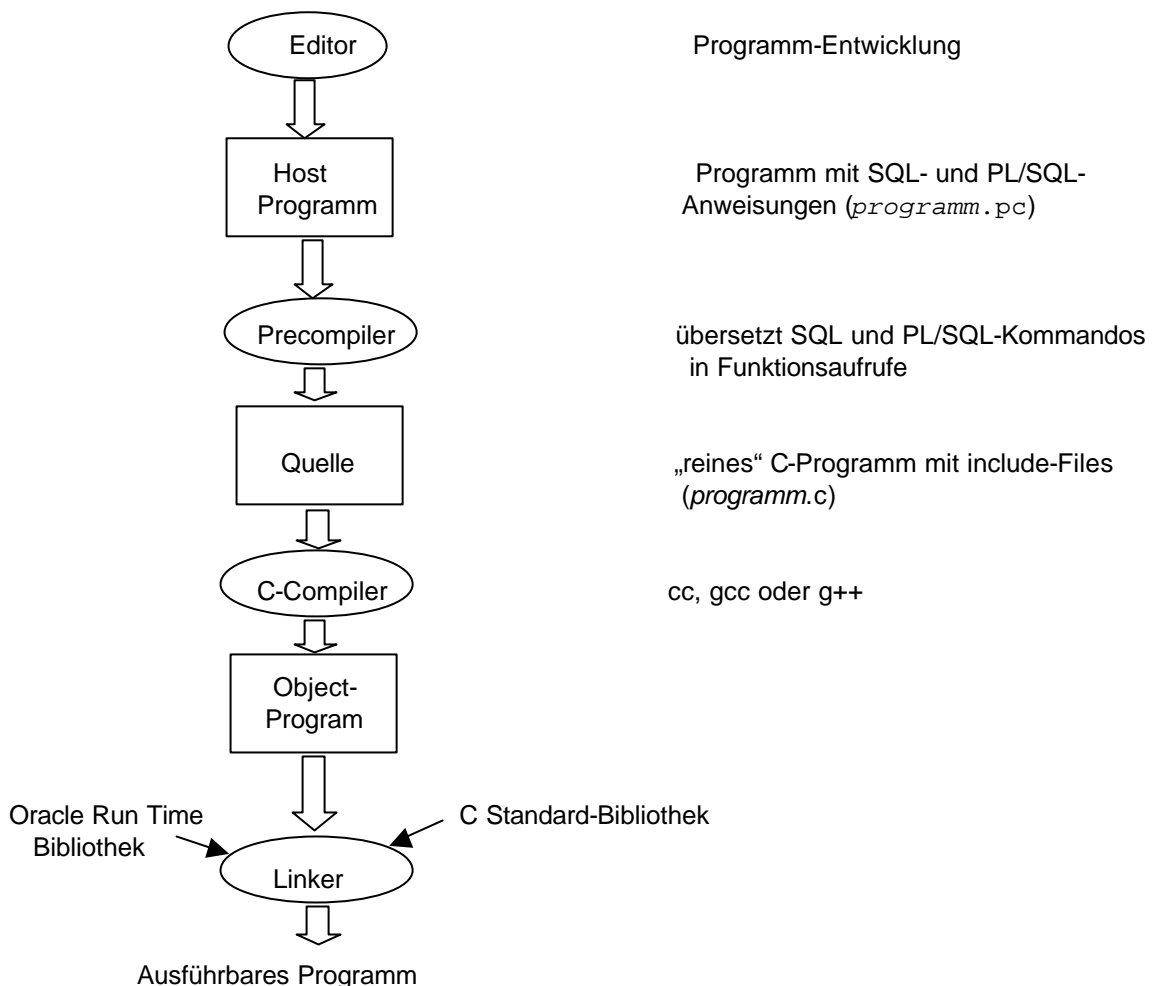 Editor
Programm-Entwicklung
Host
Programm
Programm mit SQL- und PL/SQL-
Anweisungen (programm.pc)
Precompiler
übersetzt SQL und PL/SQL-Kommandos
in Funktionsaufrufe
Quelle
„reines“ C-Programm mit include-Files
(programm.c)
C-Compiler
cc, gcc oder g++
Object-
Program
Oracle Run Time
Bibliothek
C Standard-Bibliothek
Linker
Ausführbares Programm